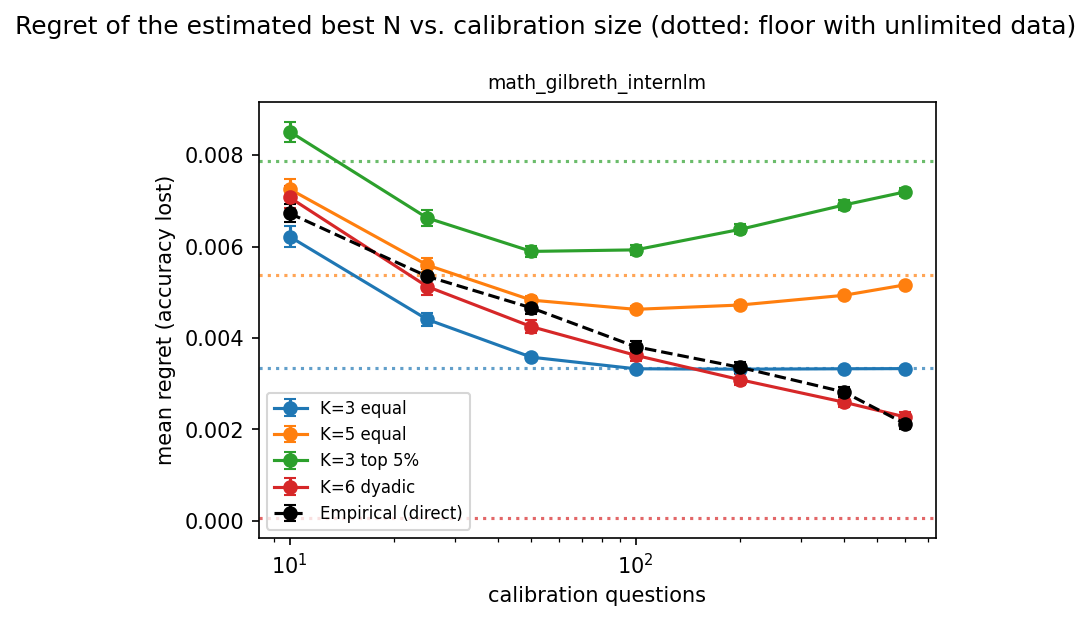 Regret of the estimated best N vs. calibration size (dotted: floor with unlimited data)
math_gilbreth_internlm
mean regret (accuracy lost)
0.008
0.006
0.004
0.002
0.000
K=3 equal
K=5 equal
K=3 top 5%
K=6 dyadic
Empirical (direct)
10¹
10²
calibration questions